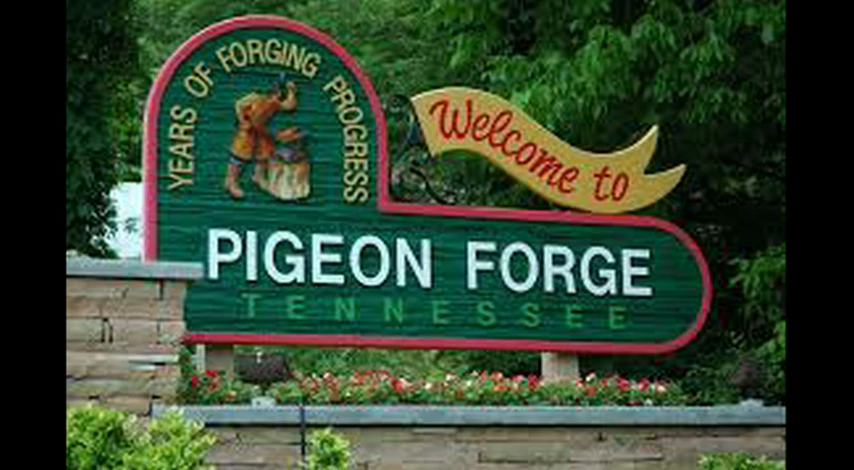 YEARS OF FORGING PROGRESS
Welcome to
PIGEON FORGE
TENNESSEE